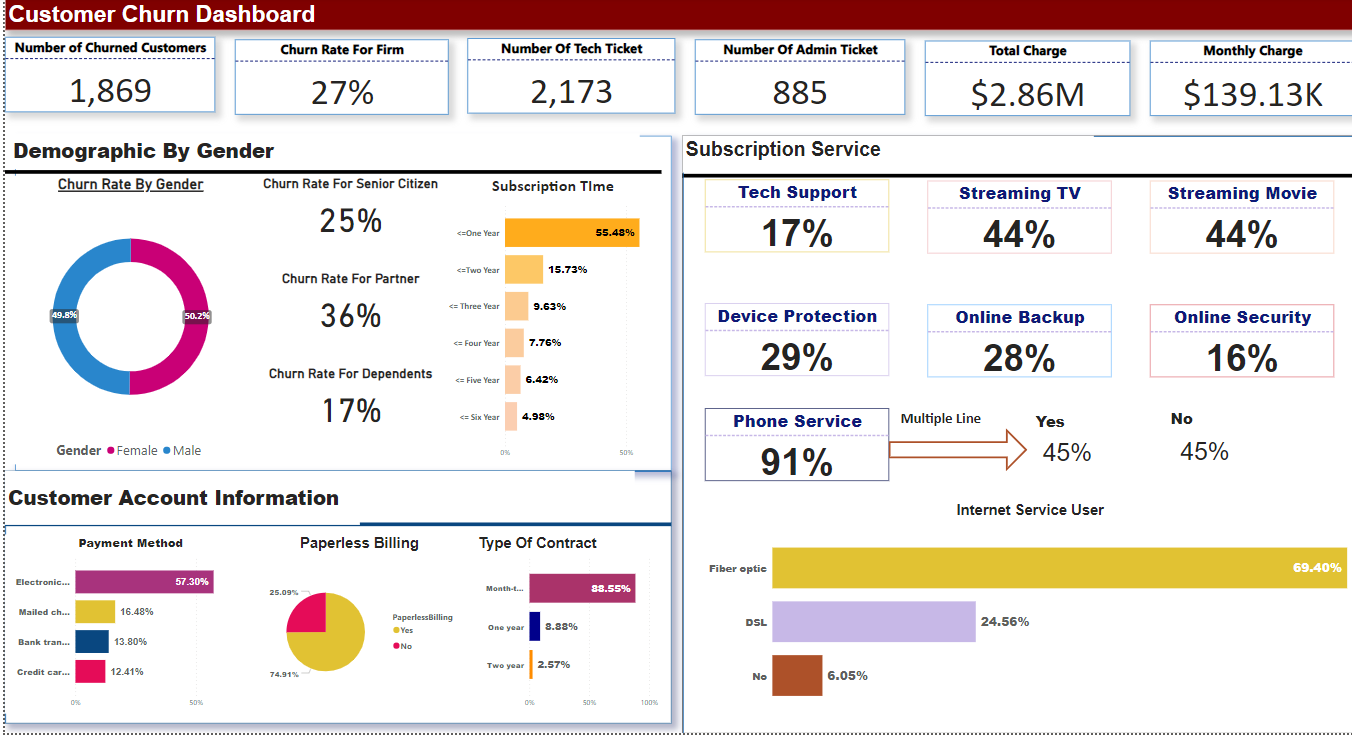 Customer Churn Dashboard
Number of Churned Customers
1,869
Churn Rate For Firm
27%
Number Of Tech Ticket
2,173
Number Of Admin Ticket
885
Total Charge
$2.86M
Monthly Charge
$139.13K
Demographic By Gender
Churn Rate By Gender
49.8%
50.2%
Gender Female Male
Churn Rate For Senior Citizen
25%
Churn Rate For Partner
36%
Churn Rate For Dependents
17%
Subscription TIme
<=One Year 55.48%
<=Two Year 15.73%
<= Three Year 9.63%
<= Four Year 7.76%
<= Five Year 6.42%
<= Six Year 4.98%
0% 50%
Customer Account Information
Payment Method
Electronic... 57.30%
Mailed ch... 16.48%
Bank tran... 13.80%
Credit car... 12.41%
0% 50%
Paperless Billing
25.09%
74.91%
PaperlessBilling
Yes
No
Type Of Contract
Month-t... 88.55%
One year 8.88%
Two year 2.57%
0% 50% 100%
Subscription Service
Tech Support
17%
Streaming TV
44%
Streaming Movie
44%
Device Protection
29%
Online Backup
28%
Online Security
16%
Phone Service
91%
Multiple Line
Yes
45%
No
45%
Internet Service User
Fiber optic 69.40%
DSL 24.56%
No 6.05%